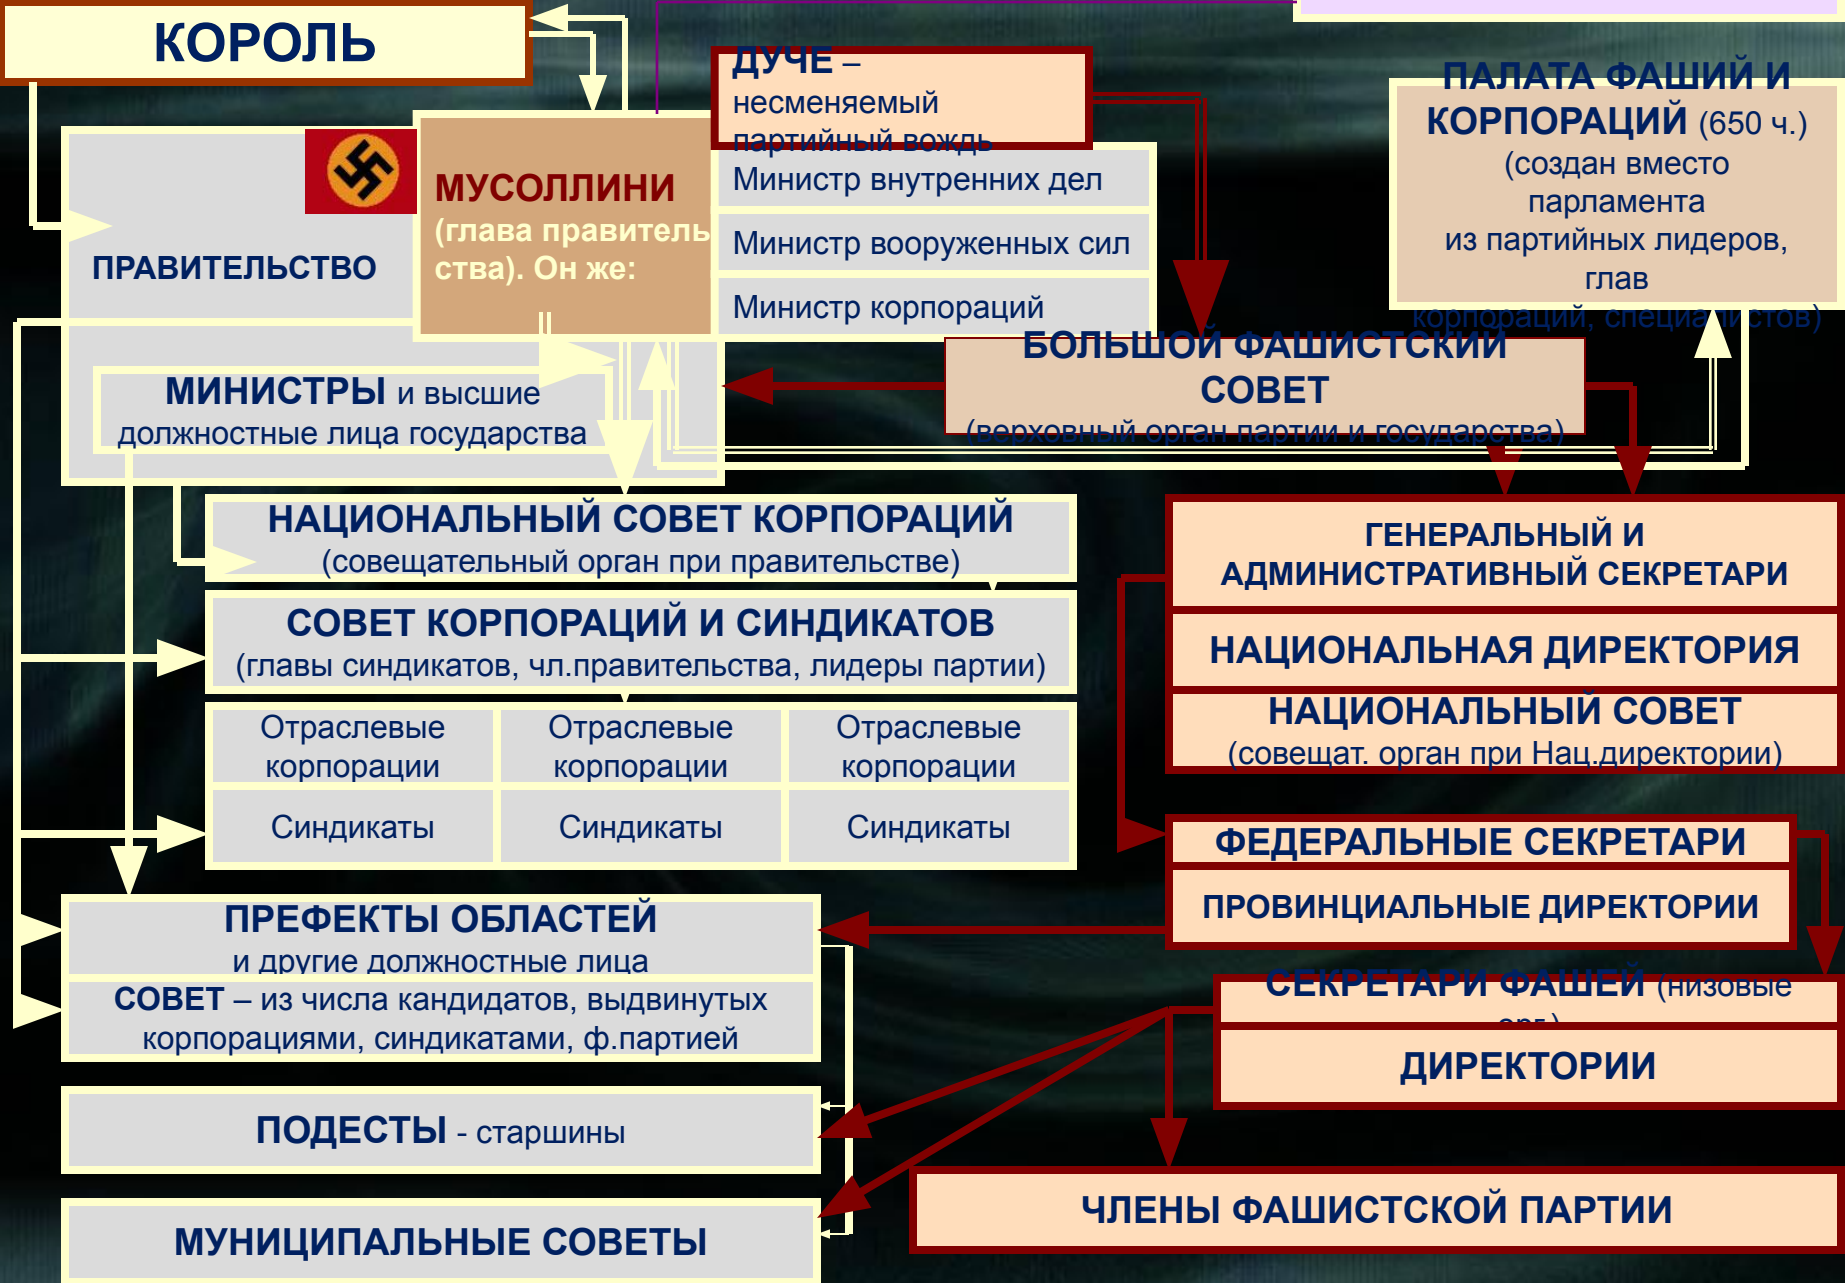 КОРОЛЬ
ДУЧЕ –
несменяемый
партийный вождь
ПАЛАТА ФАШИЙ И
КОРПОРАЦИЙ (650 ч.)
(создан вместо
парламента
из партийных лидеров,
глав
корпораций, специалистов)
МУСОЛЛИНИ
(глава правитель
ства). Он же:
Министр внутренних дел
Министр вооруженных сил
Министр корпораций
ПРАВИТЕЛЬСТВО
МИНИСТРЫ и высшие
должностные лица государства
БОЛЬШОЙ ФАШИСТСКИЙ
СОВЕТ
(верховный орган партии и государства)
НАЦИОНАЛЬНЫЙ СОВЕТ КОРПОРАЦИЙ
(совещательный орган при правительстве)
СОВЕТ КОРПОРАЦИЙ И СИНДИКАТОВ
(главы синдикатов, чл.правительства, лидеры партии)
Отраслевые
корпорации
Отраслевые
корпорации
Отраслевые
корпорации
Синдикаты
Синдикаты
Синдикаты
ГЕНЕРАЛЬНЫЙ И
АДМИНИСТРАТИВНЫЙ СЕКРЕТАРИ
НАЦИОНАЛЬНАЯ ДИРЕКТОРИЯ
НАЦИОНАЛЬНЫЙ СОВЕТ
(совещат. орган при Нац.директории)
ФЕДЕРАЛЬНЫЕ СЕКРЕТАРИ
ПРОВИНЦИАЛЬНЫЕ ДИРЕКТОРИИ
ПРЕФЕКТЫ ОБЛАСТЕЙ
и другие должностные лица
СОВЕТ – из числа кандидатов, выдвинутых
корпорациями, синдикатами, ф.партией
СЕКРЕТАРИ ФАШЕЙ (низовые
орг.)
ДИРЕКТОРИИ
ПОДЕСТЫ - старшины
МУНИЦИПАЛЬНЫЕ СОВЕТЫ
ЧЛЕНЫ ФАШИСТСКОЙ ПАРТИИ